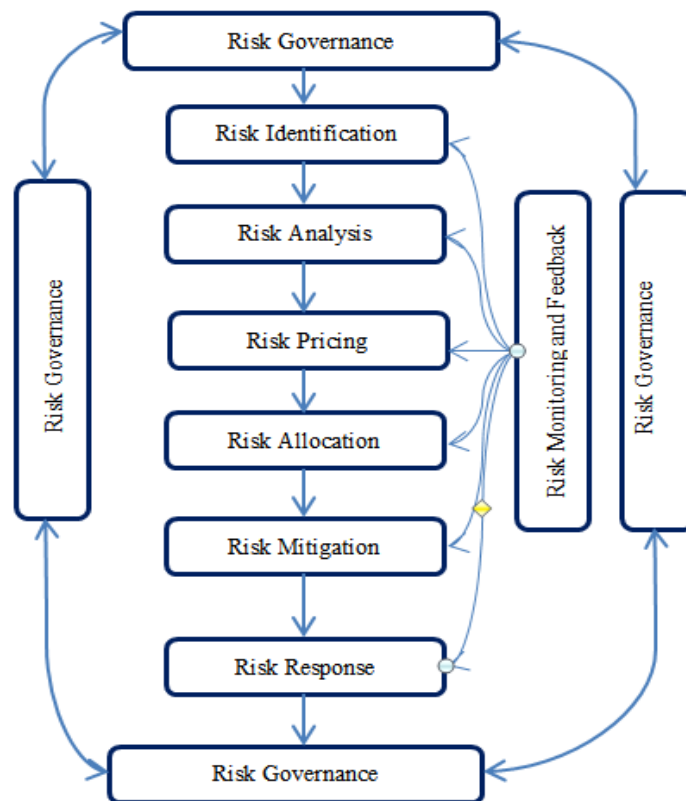 Risk Governance
Risk Identification
Risk Analysis
Risk Pricing
Risk Allocation
Risk Mitigation
Risk Response
Risk Governance
Risk Governance
Risk Monitoring and Feedback
Risk Governance